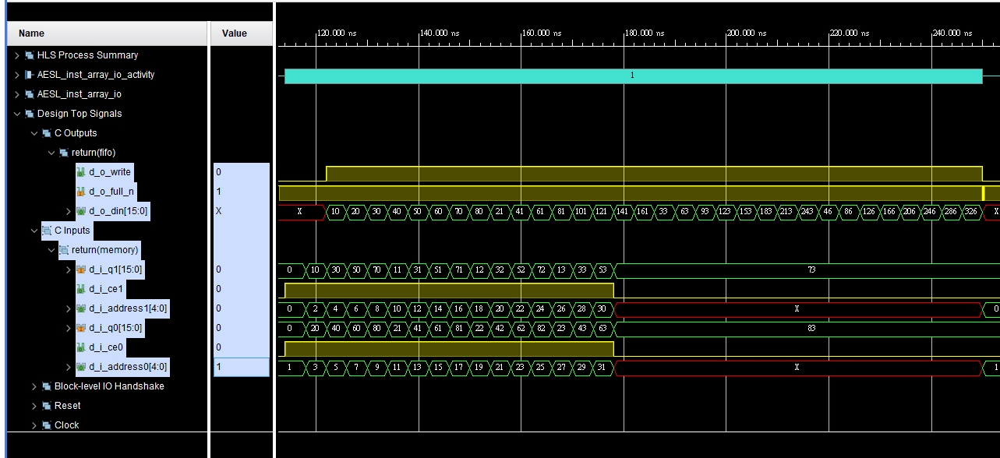 Name Value
120.000 ns 140.000 ns 160.000 ns 180.000 ns 200.000 ns 220.000 ns 240.000 ns
HLS Process Summary
AESL_inst_array_io_activity 1
AESL_inst_array_io
Design Top Signals
C Outputs
return(fifo)
d_o_write 0
d_o_full_n 1
d_o_din[15:0] X X 10 20 30 40 50 60 70 80 21 41 61 81 101 121 141 161 33 63 93 123 153 183 213 243 46 86 126 166 206 246 286 326 X
C Inputs
return(memory)
d_i_q1[15:0] 0 0 10 30 50 70 11 31 51 71 12 32 52 72 13 33 53 73
d_i_ce1 0
d_i_address1[4:0] 0 0 2 4 6 8 10 12 14 16 18 20 22 24 26 28 30 X 0
d_i_q0[15:0] 0 0 20 40 60 80 21 41 61 81 22 42 62 82 23 43 63 83
d_i_ce0 0
d_i_address0[4:0] 1 1 3 5 7 9 11 13 15 17 19 21 23 25 27 29 31 X 1
Block-level IO Handshake
Reset
Clock